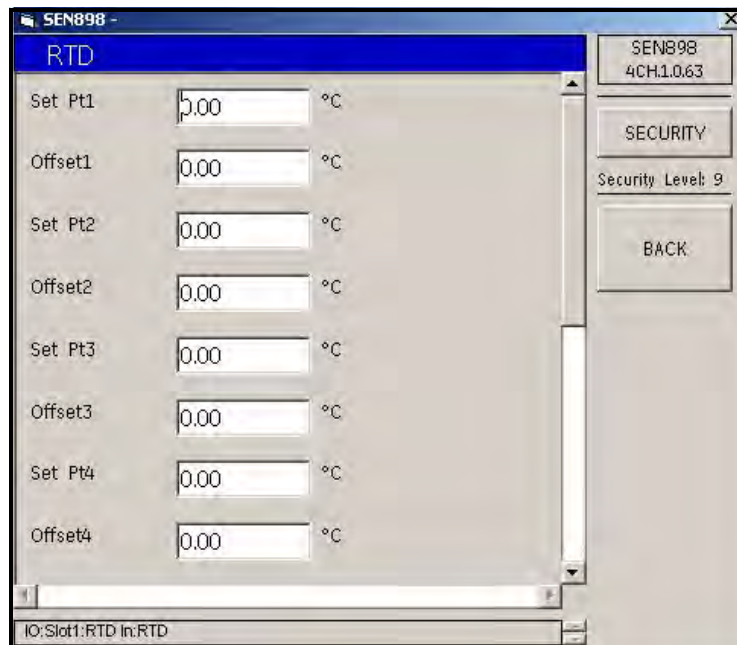 SEN898 -
RTD
Set Pt1 0.00 °C
Offset1 0.00 °C
Set Pt2 0.00 °C
Offset2 0.00 °C
Set Pt3 0.00 °C
Offset3 0.00 °C
Set Pt4 0.00 °C
Offset4 0.00 °C
IO:Slot1:RTD In:RTD
SEN898
4CH.1.0.63
SECURITY
Security Level: 9
BACK